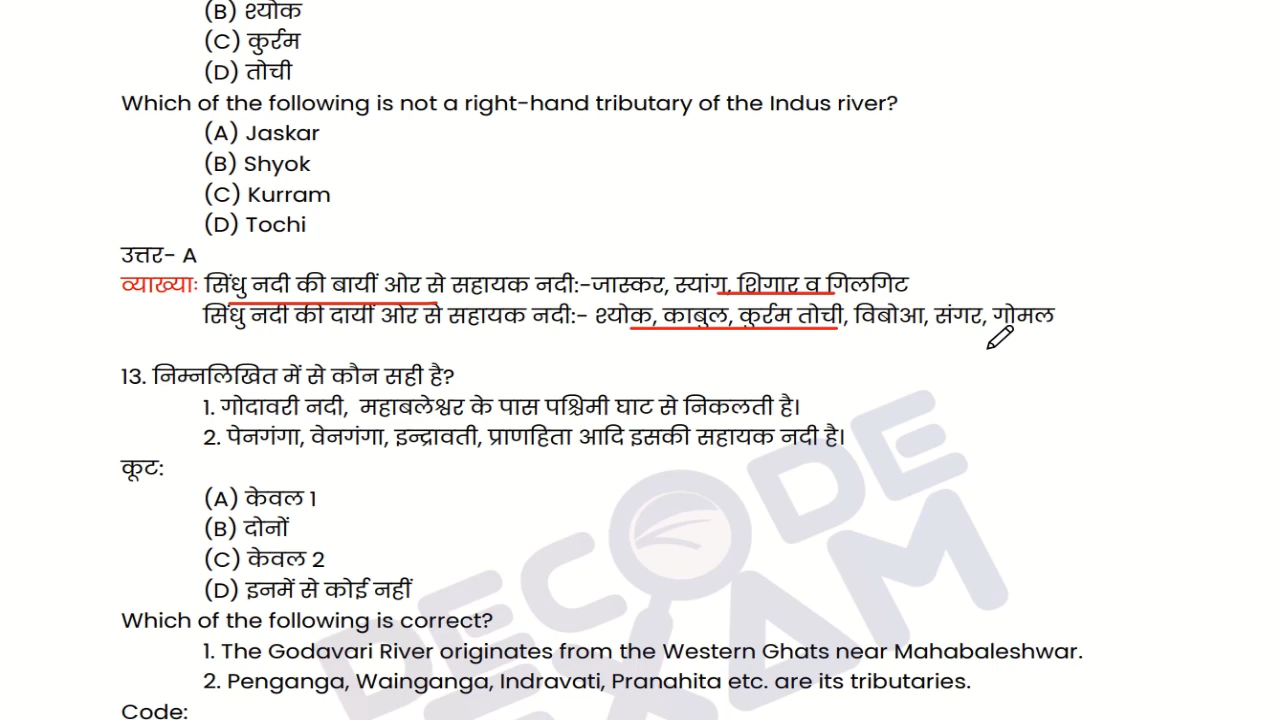 (B) श्योक
(C) कुर्रम
(D) तोची
Which of the following is not a right-hand tributary of the Indus river?
(A) Jaskar
(B) Shyok
(C) Kurram
(D) Tochi
उत्तर- A
व्याख्याः सिंधु नदी की बायीं ओर से सहायक नदी:-जास्कर, स्यांग, शिगार व गिलगिट
सिंधु नदी की दायीं ओर से सहायक नदी:- श्योक, काबुल, कुर्रम तोची, विबोआ, संगर, गोमल
13. निम्नलिखित में से कौन सही है?
1. गोदावरी नदी, महाबलेश्वर के पास पश्चिमी घाट से निकलती है।
2. पेनगंगा, वेनगंगा, इन्द्रावती, प्राणहिता आदि इसकी सहायक नदी है।
कूट:
(A) केवल 1
(B) दोनों
(C) केवल 2
(D) इनमें से कोई नहीं
Which of the following is correct?
1. The Godavari River originates from the Western Ghats near Mahabaleshwar.
2. Penganga, Wainganga, Indravati, Pranahita etc. are its tributaries.
Code:
DECODE
EXAM